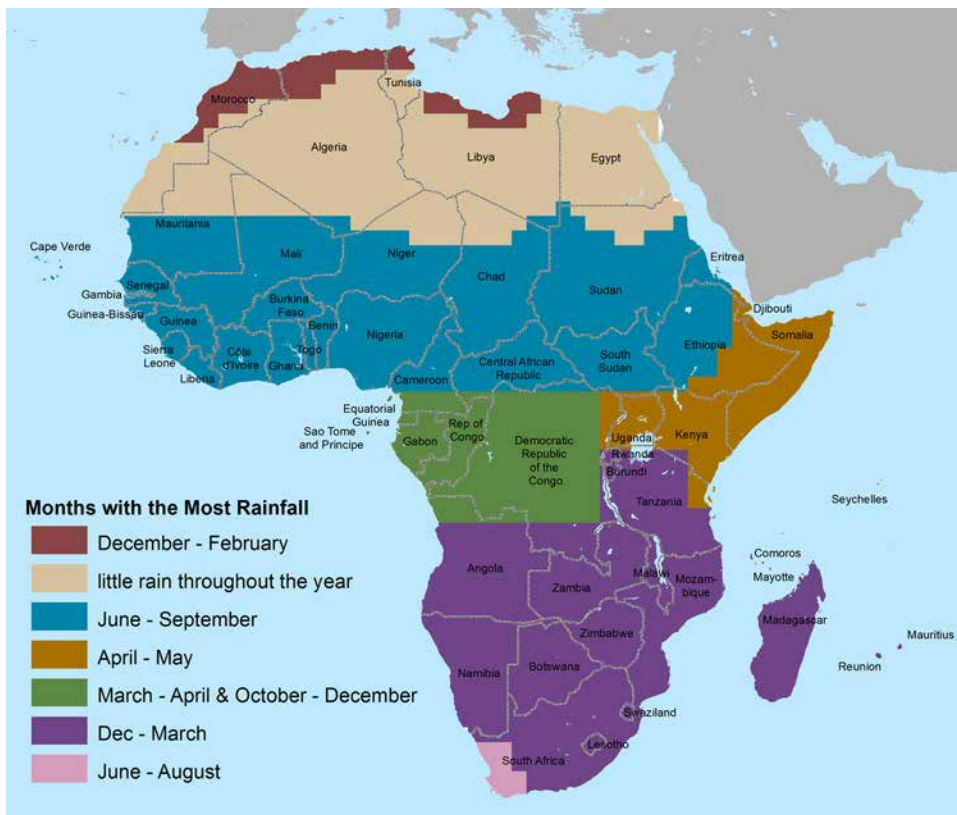 Morocco
Tunisia
Algeria
Libya
Egypt
Mauritania
Cape Verde
Mali
Niger
Chad
Sudan
Eritrea
Senegal
Gambia
Guinea-Bissau
Guinea
Burkina
Faso
Benin
Nigeria
Djibouti
Somalia
Ethiopia
Sierra
Leone
Liberia
Côte
d'Ivoire
Ghana
Togo
Cameroon
Central African
Republic
South
Sudan
Equatorial
Guinea
Sao Tome
and Principe
Gabon
Rep of
Congo
Democratic
Republic
of the
Congo
Uganda
Kenya
Rwanda
Burundi
Tanzania
Seychelles
Comoros
Mayotte
Angola
Zambia
Malawi
Mozam-
bique
Madagascar
Mauritius
Reunion
Zimbabwe
Namibia
Botswana
Swaziland
Lesotho
South Africa
Months with the Most Rainfall
December - February
little rain throughout the year
June - September
April - May
March - April & October - December
Dec - March
June - August